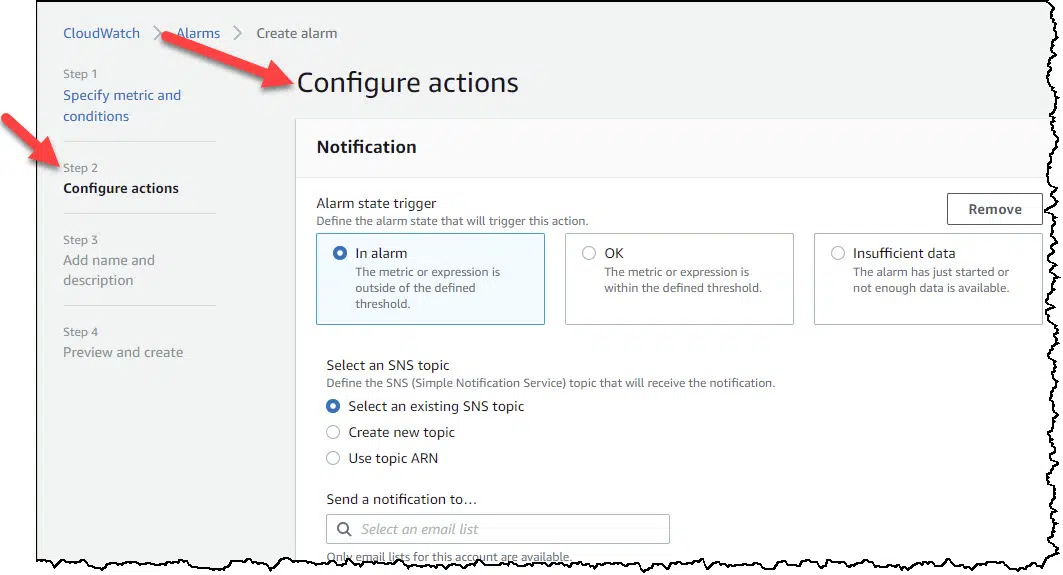 CloudWatch Alarms Create alarm
Step 1
Specify metric and
conditions
Step 2
Configure actions
Step 3
Add name and
description
Step 4
Preview and create
Configure actions
Notification
Alarm state trigger
Define the alarm state that will trigger this action.
Remove
In alarm
The metric or expression is
outside of the defined
threshold.
OK
The metric or expression is
within the defined threshold.
Insufficient data
The alarm has just started or
not enough data is available.
Select an SNS topic
Define the SNS (Simple Notification Service) topic that will receive the notification.
Select an existing SNS topic
Create new topic
Use topic ARN
Send a notification to…
Select an email list
Only email lists for this account are available.